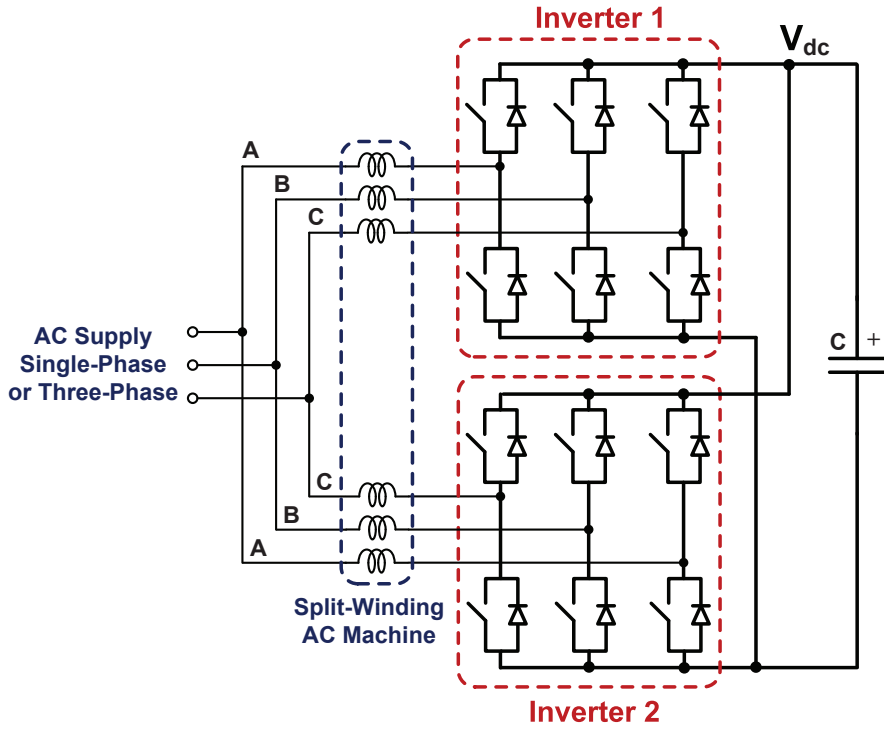 Inverter 1
Vdc
A
B
C
AC Supply
Single-Phase
or Three-Phase
C +
C
B
A
Split-Winding
AC Machine
Inverter 2